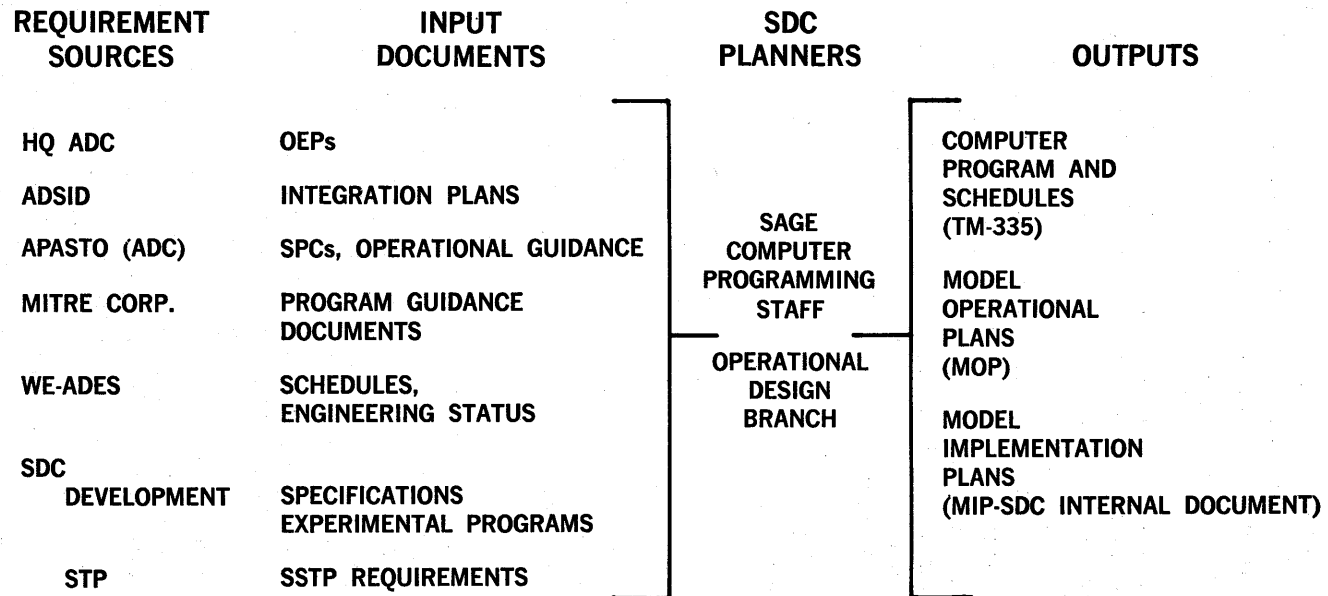 REQUIREMENT SOURCES
INPUT DOCUMENTS
SDC PLANNERS
OUTPUTS
HQ ADC
OEPs
ADSID
INTEGRATION PLANS
APASTO (ADC)
SPCs, OPERATIONAL GUIDANCE
MITRE CORP.
PROGRAM GUIDANCE
DOCUMENTS
WE-ADES
SCHEDULES,
ENGINEERING STATUS
SDC
DEVELOPMENT
SPECIFICATIONS
EXPERIMENTAL PROGRAMS
STP
SSTP REQUIREMENTS
SAGE
COMPUTER
PROGRAMMING
STAFF
OPERATIONAL
DESIGN
BRANCH
COMPUTER
PROGRAM AND
SCHEDULES
(TM-335)
MODEL
OPERATIONAL
PLANS
(MOP)
MODEL
IMPLEMENTATION
PLANS
(MIP-SDC INTERNAL DOCUMENT)